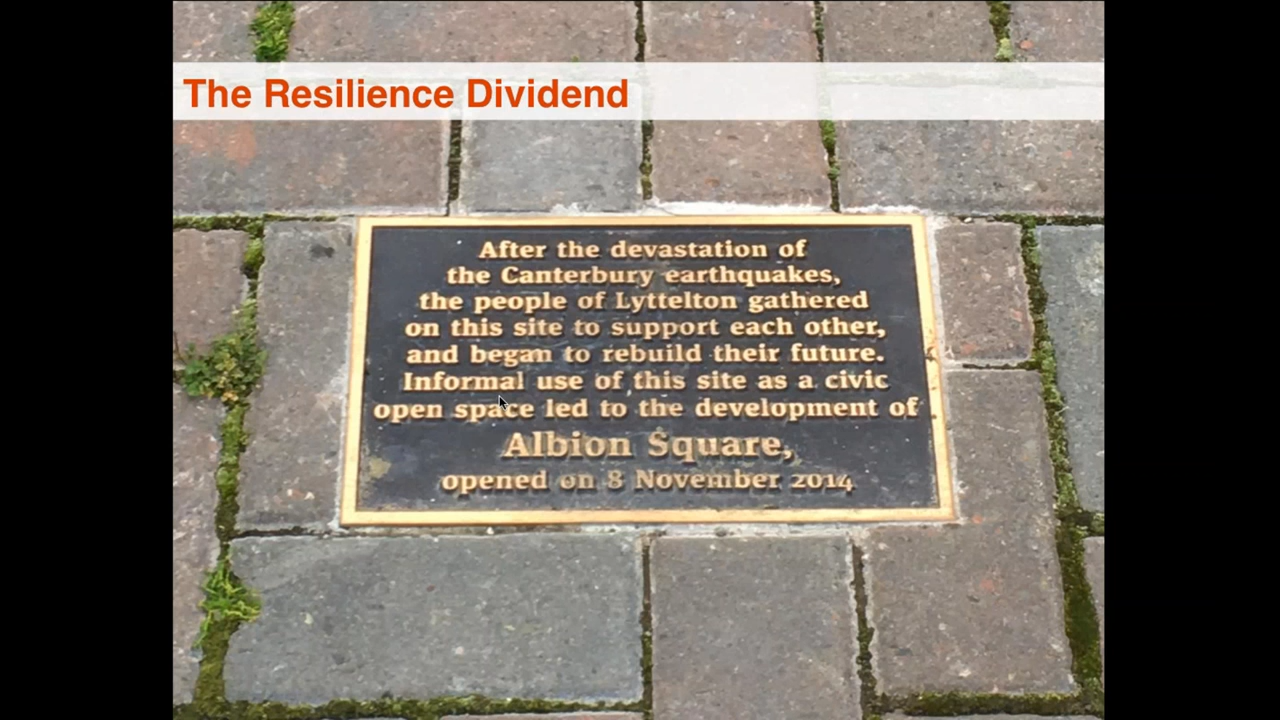 The Resilience Dividend
After the devastation of
the Canterbury earthquakes,
the people of Lyttelton gathered
on this site to support each other,
and began to rebuild their future.
Informal use of this site as a civic
open space led to the development of
Albion Square,
opened on 8 November 2014